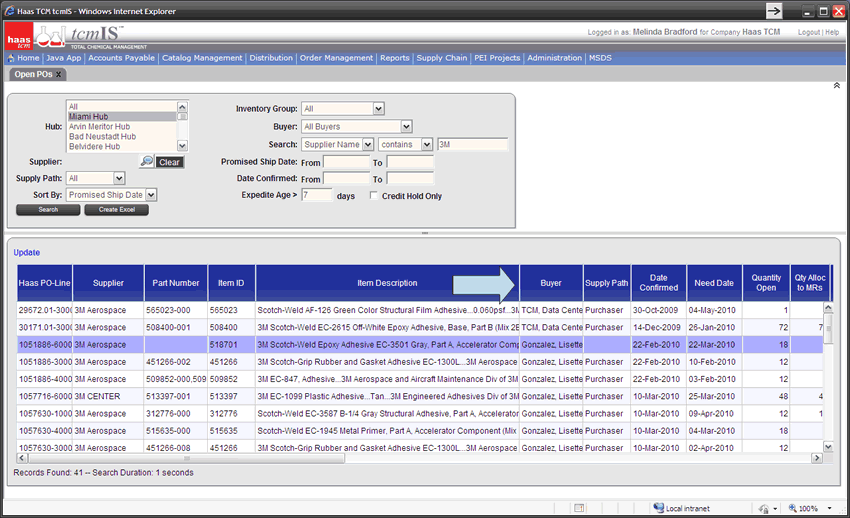 Haas TCM tcmIS - Windows Internet Explorer
haas tcm tcmIS™ TOTAL CHEMICAL MANAGEMENT
Logged in as: Melinda Bradford for Company Haas TCM Logout | Help
Home | Java App | Accounts Payable | Catalog Management | Distribution | Order Management | Reports | Supply Chain | PEI Projects | Administration | MSDS
Open POs x
Hub:
All
Miami Hub
Arvin Meritor Hub
Bad Neustadt Hub
Belvidere Hub
Inventory Group: All
Buyer: All Buyers
Search: Supplier Name contains 3M
Supplier: Clear
Promised Ship Date: From To
Supply Path: All
Date Confirmed: From To
Sort By: Promised Ship Date
Expedite Age > 7 days Credit Hold Only
Search Create Excel
Update
Haas PO-Line Supplier Part Number Item ID Item Description Buyer Supply Path Date Confirmed Need Date Quantity Open Qty Alloc to MRs
29672.01-300 3M Aerospace 565023-000 565023 Scotch-Weld AF-126 Green Color Structural Film Adhesive...0.060psf...3M TCM, Data Cente Purchaser 30-Oct-2009 04-May-2010 1
30171.01-300 3M Aerospace 508400-001 508400 Scotch-Weld EC-2615 Off-White Epoxy Adhesive, Base, Part B (Mix 2B TCM, Data Cente Purchaser 14-Dec-2009 26-Jan-2010 72 7
1051886-6000 3M Aerospace 518701 Scotch-Weld Epoxy Adhesive EC-3501 Gray, Part A, Accelerator Comp Gonzalez, Lisette Purchaser 22-Feb-2010 22-Mar-2010 18
1051886-3000 3M Aerospace 451266-002 451266 3M Scotch-Grip Rubber and Gasket Adhesive EC-1300L...3M Aerospace Gonzalez, Lisette Purchaser 22-Feb-2010 10-Feb-2010 12
1051886-4000 3M Aerospace 509852-000,509 509852 3M EC-847, Adhesive...3M Aerospace and Aircraft Maintenance Div of 3M Gonzalez, Lisette Purchaser 22-Feb-2010 03-Feb-2010 12
1057716-6000 3M CENTER 513397-001 513397 3M EC-1099 Plastic Adhesive...Tan...3M Engineered Adhesives Div of 3M Gonzalez, Lisette Purchaser 10-Mar-2010 25-Mar-2010 48 4
1057630-1000 3M Aerospace 312776-000 312776 Scotch-Weld EC-3587 B-1/4 Gray Structural Adhesive, Part A, Accelerator Gonzalez, Lisette Purchaser 10-Mar-2010 09-Apr-2010 12 1
1057630-4000 3M Aerospace 515635-000 515635 Scotch-Weld EC-1945 Metal Primer, Part A, Accelerator Component (Mix Gonzalez, Lisette Purchaser 10-Mar-2010 04-Mar-2010 18
1057630-3000 3M Aerospace 451266-008 451266 3M Scotch-Grip Rubber and Gasket Adhesive EC-1300L...3M Aerospace Gonzalez, Lisette Purchaser 10-Mar-2010 02-Apr-2010 12
Records Found: 41 -- Search Duration: 1 seconds
Local intranet 100%